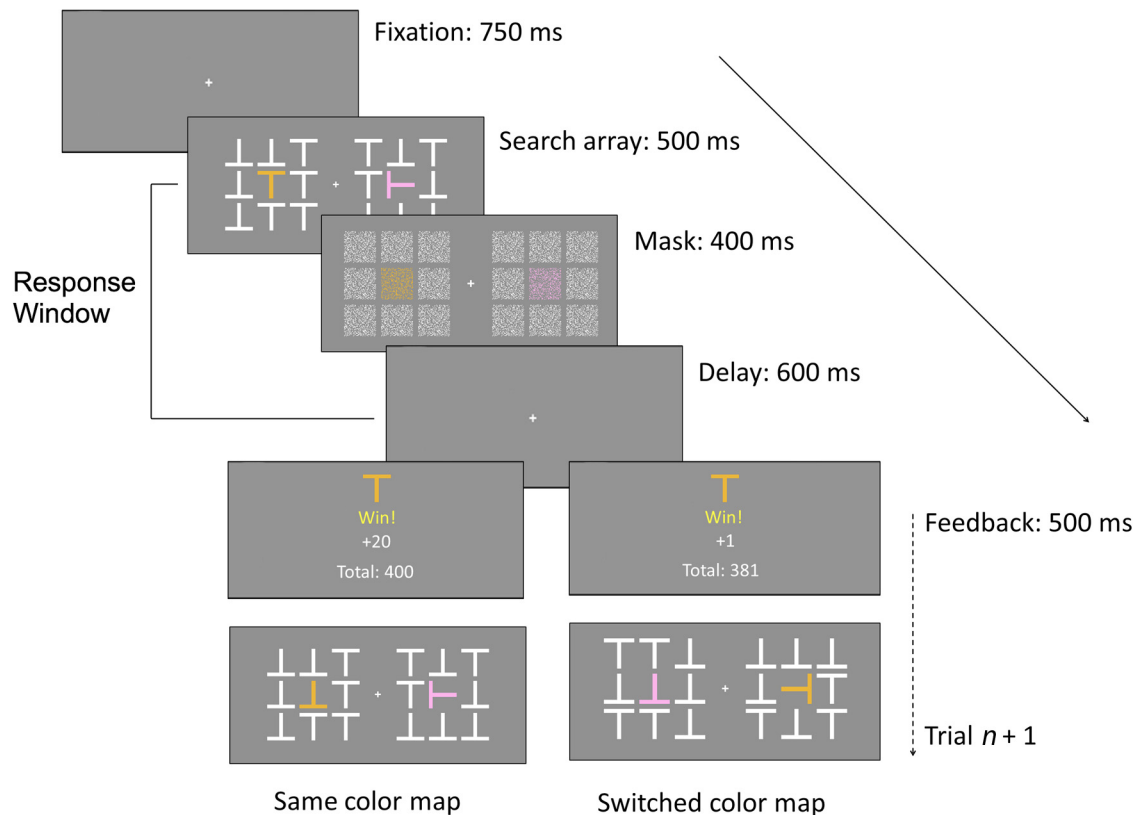 Fixation: 750 ms
Search array: 500 ms
Mask: 400 ms
Response
Window
Delay: 600 ms
Win!
+20
Total: 400
Win!
+1
Total: 381
Feedback: 500 ms
Trial n + 1
Same color map
Switched color map